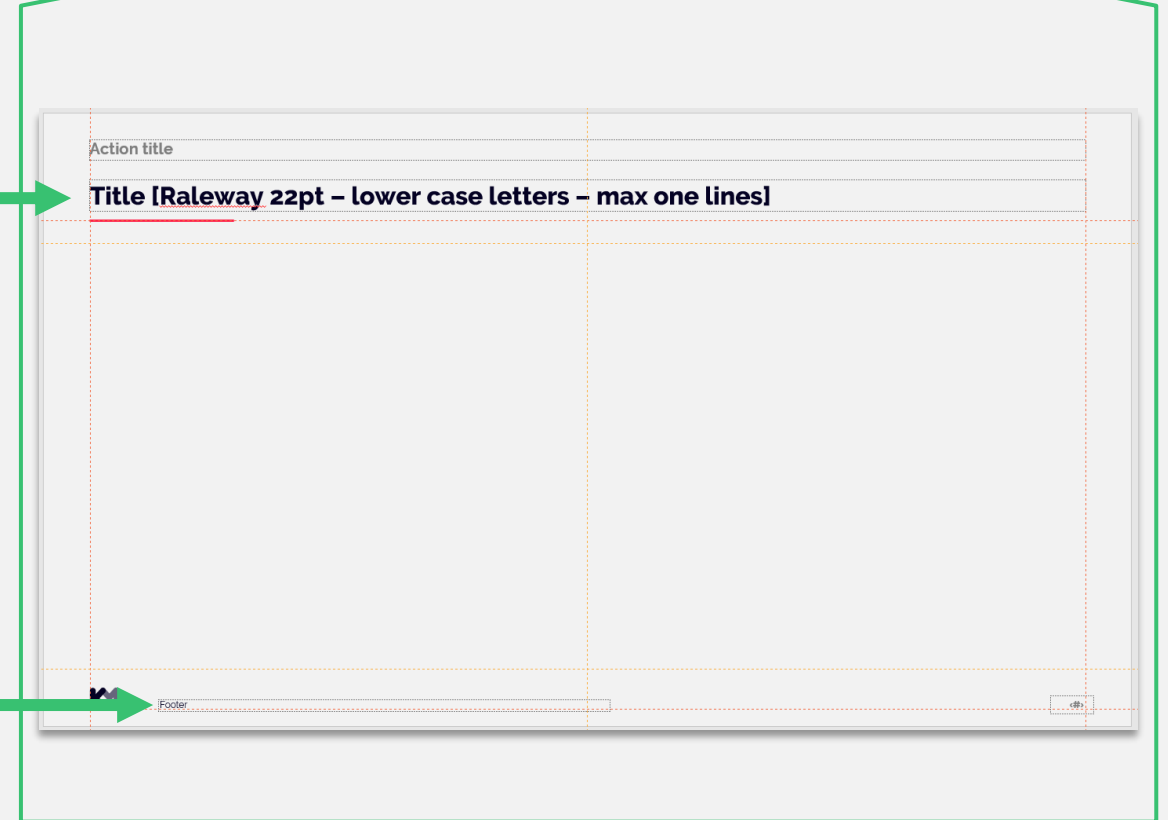 Action title
Title [Raleway 22pt – lower case letters – max one lines]
Footer
‹#›